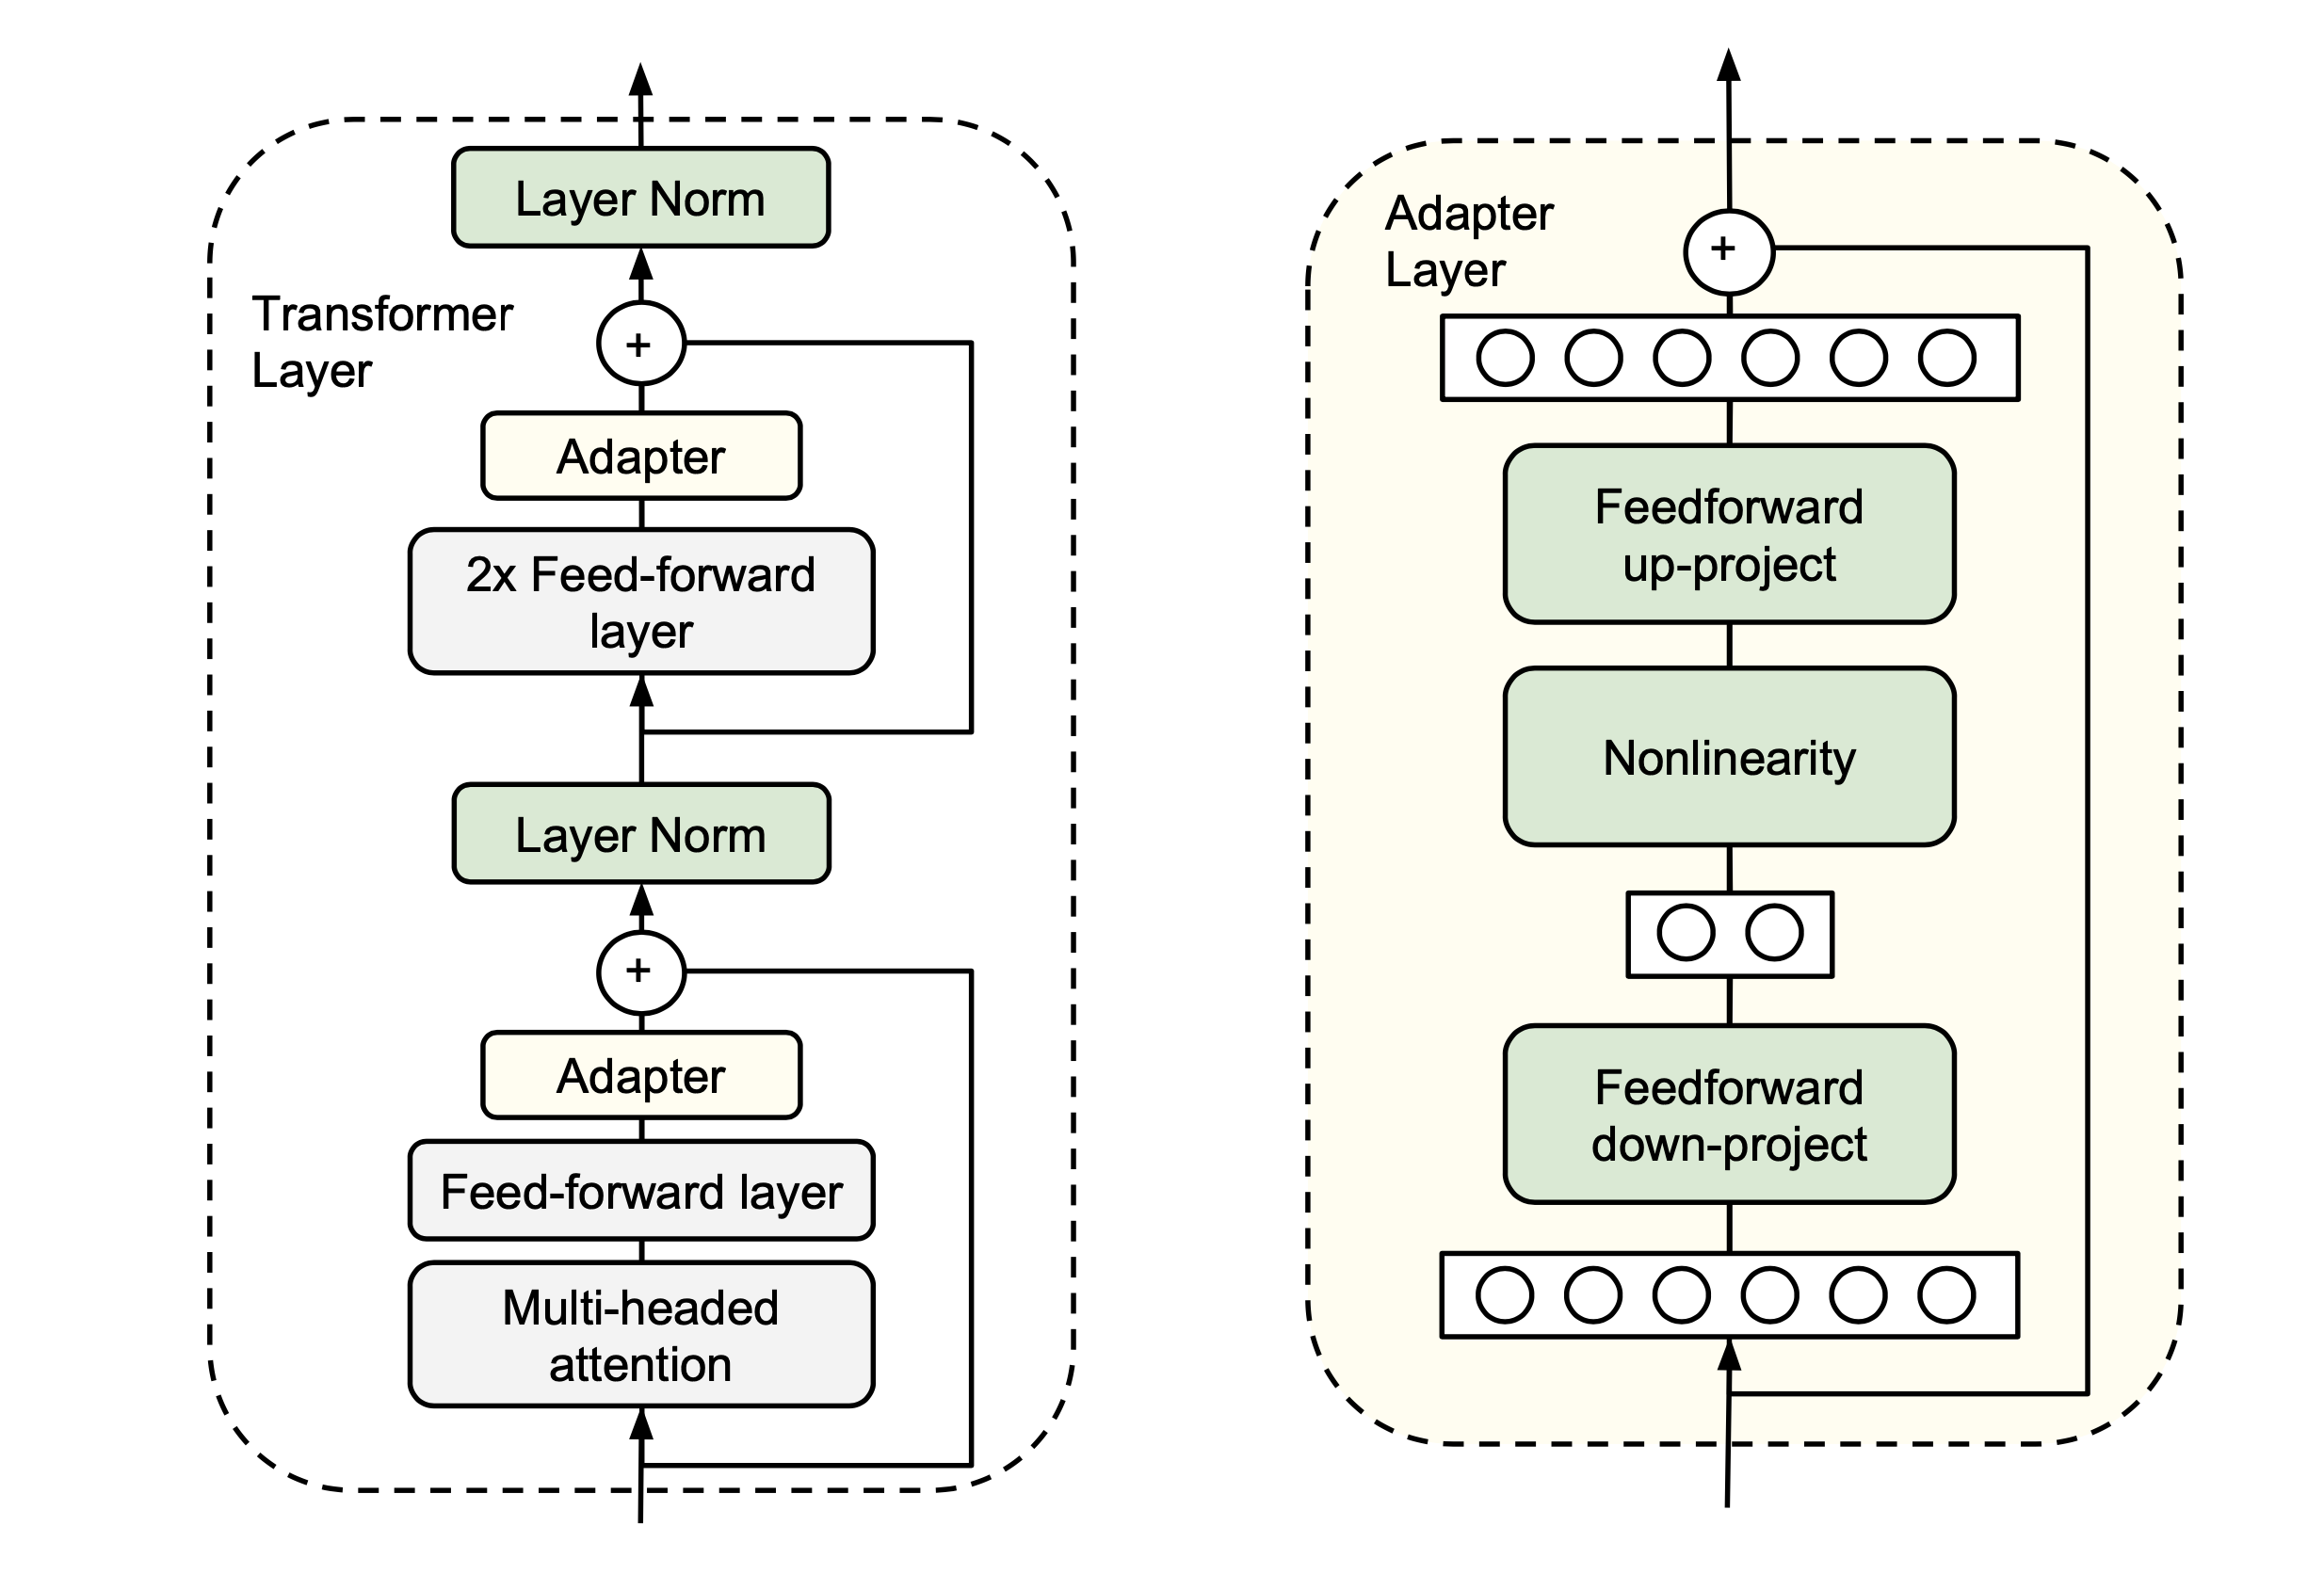 Transformer
Layer
Layer Norm
+
Adapter
2x Feed-forward
layer
Layer Norm
+
Adapter
Feed-forward layer
Multi-headed
attention
Adapter
Layer
+
Feedforward
up-project
Nonlinearity
Feedforward
down-project